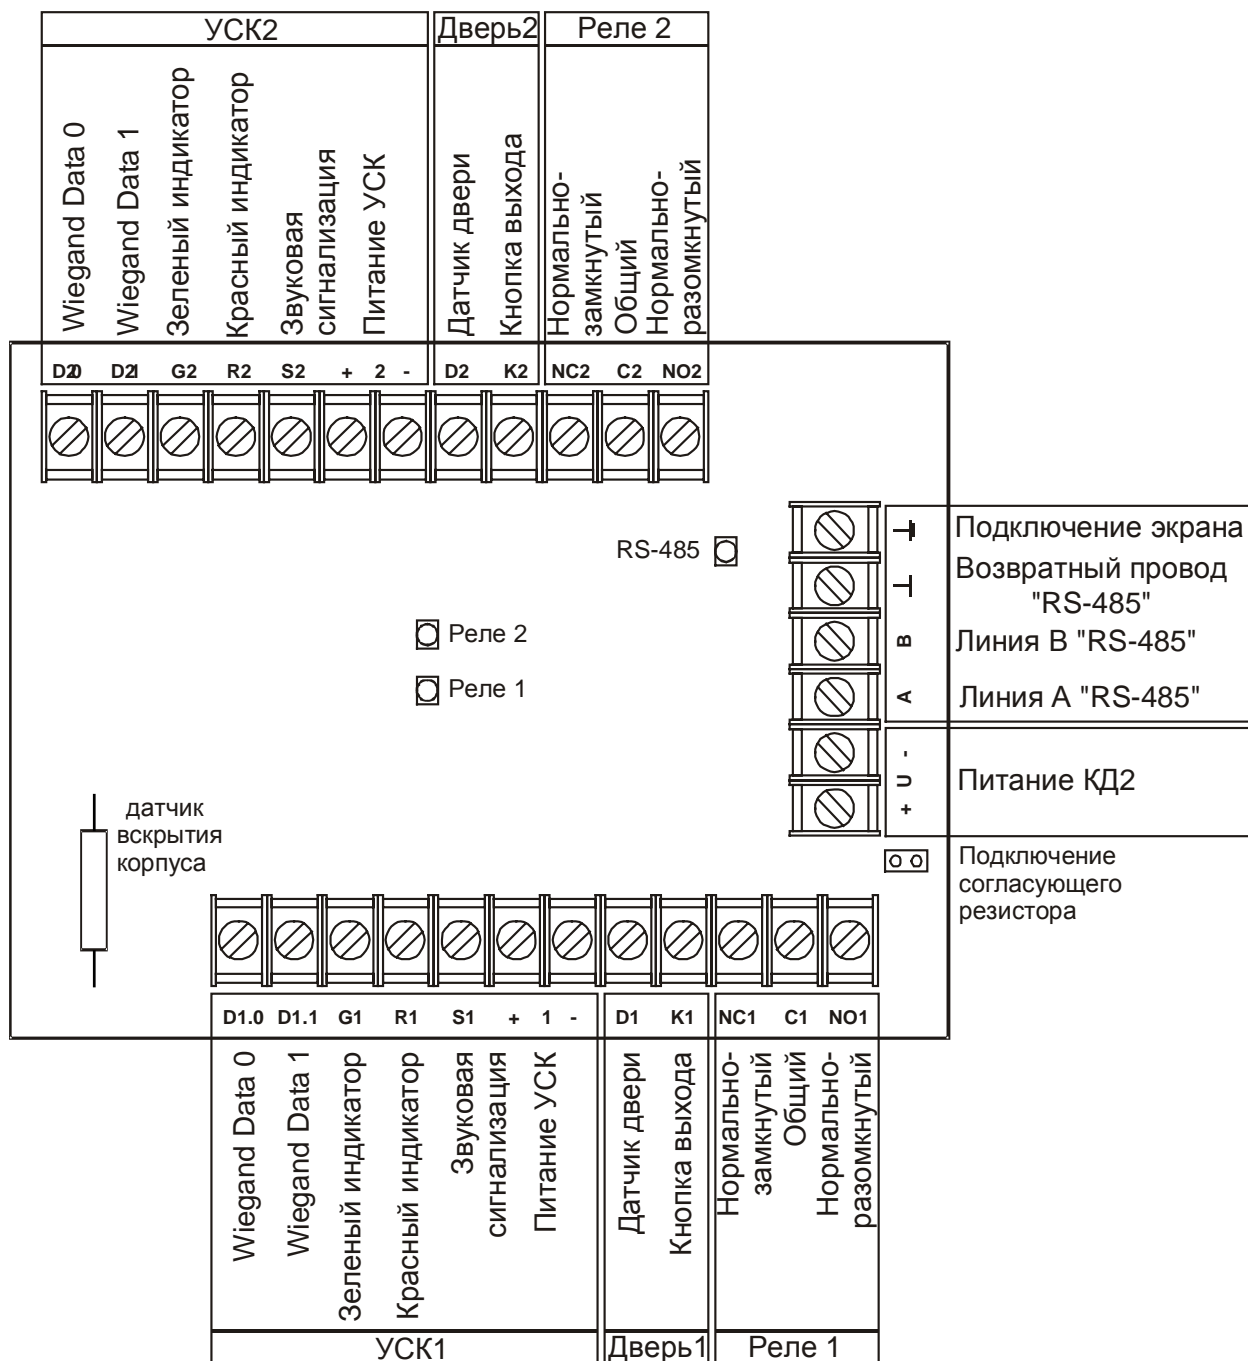 УСК2
Дверь2
Реле 2
Wiegand Data 0
Wiegand Data 1
Зеленый индикатор
Красный индикатор
Звуковая
сигнализация
Питание УСК
Датчик двери
Кнопка выхода
Нормально-
замкнутый
Общий
Нормально-
разомкнутый
D2.0 D2.1 G2 R2 S2 + 2 - D2 K2 NC2 C2 NO2
RS-485
Реле 2
Реле 1
Подключение экрана
Возвратный провод
"RS-485"
B Линия B "RS-485"
A Линия A "RS-485"
+ U -
Питание КД2
датчик
вскрытия
корпуса
Подключение
согласующего
резистора
D1.0 D1.1 G1 R1 S1 + 1 - D1 K1 NC1 C1 NO1
Wiegand Data 0
Wiegand Data 1
Зеленый индикатор
Красный индикатор
Звуковая
сигнализация
Питание УСК
Датчик двери
Кнопка выхода
Нормально-
замкнутый
Общий
Нормально-
разомкнутый
УСК1
Дверь1
Реле 1